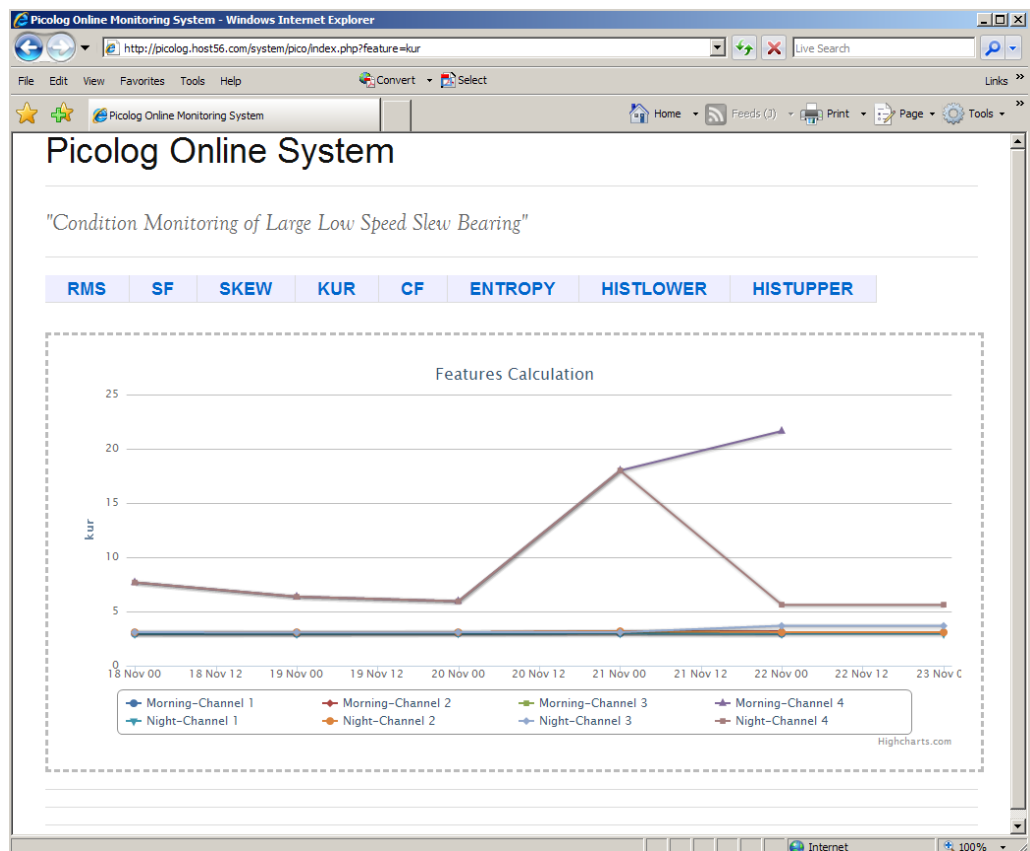 Picolog Online Monitoring System - Windows Internet Explorer
http://picolog.host56.com/system/pico/index.php?feature=kur
Live Search
File Edit View Favorites Tools Help Convert Select Links »
Picolog Online Monitoring System Home Feeds (J) Print Page Tools »
Picolog Online System
"Condition Monitoring of Large Low Speed Slew Bearing"
RMS SF SKEW KUR CF ENTROPY HISTLOWER HISTUPPER
Features Calculation
25
20
15
10
5
0
kur
18 Nov 00 18 Nov 12 19 Nov 00 19 Nov 12 20 Nov 00 20 Nov 12 21 Nov 00 21 Nov 12 22 Nov 00 22 Nov 12 23 Nov 0
Morning-Channel 1 Morning-Channel 2 Morning-Channel 3 Morning-Channel 4
Night-Channel 1 Night-Channel 2 Night-Channel 3 Night-Channel 4
Highcharts.com
Internet 100%